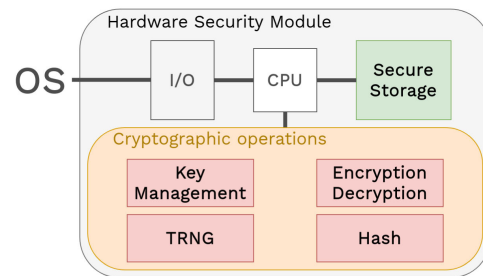 Hardware Security Module
OS
I/O
CPU
Secure
Storage
Cryptographic operations
Key
Management
Encryption
Decryption
TRNG
Hash